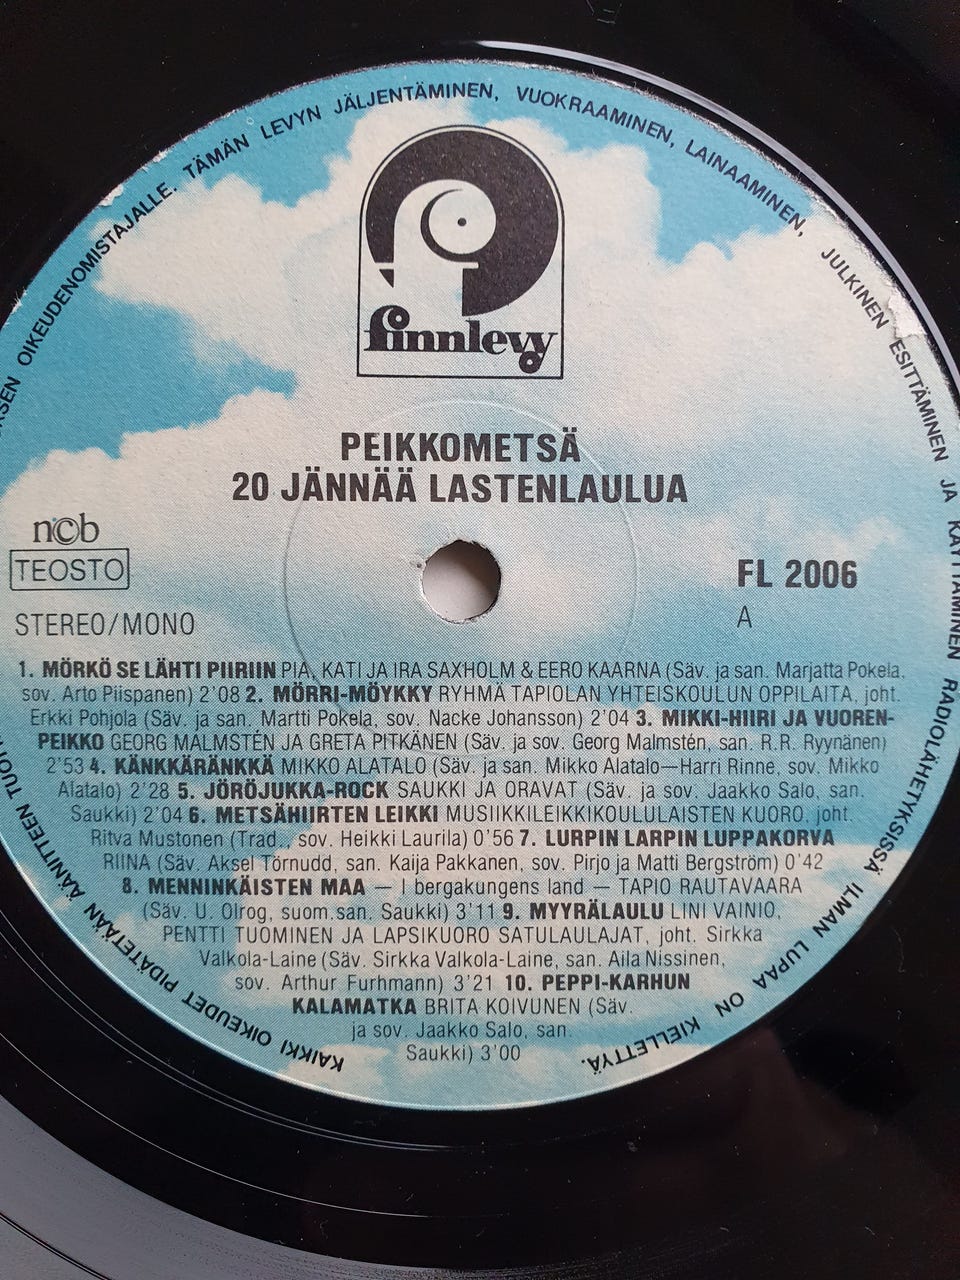 KAIKKI OIKEUDET PIDÄTETÄÄN ÄÄNITTEEN
OIKEUDENOMISTAJALLE. TÄMÄN LEVYN JÄLJENTÄMINEN, VUOKRAAMINEN, LAINAAMINEN, JULKINEN ESITTÄMINEN JA KÄYTTÄMINEN RADIOLÄHETYKSISSÄ ILMAN LUPAA ON KIELLETTYÄ.
finnlevy
PEIKKOMETSÄ
20 JÄNNÄÄ LASTENLAULUA
ncb
TEOSTO
FL 2006
STEREO/MONO
A
1. MÖRKÖ SE LÄHTI PIIRIIN PIA, KATI JA IRA SAXHOLM & EERO KAARNA (Säv. ja san. Marjatta Pokela,
sov. Arto Piispanen) 2'08 2. MÖRRI-MÖYKKY RYHMÄ TAPIOLAN YHTEISKOULUN OPPILAITA, joht.
Erkki Pohjola (Säv. ja san. Martti Pokela, sov. Nacke Johansson) 2'04 3. MIKKI-HIIRI JA VUOREN-
PEIKKO GEORG MALMSTÉN JA GRETA PITKÄNEN (Säv. ja sov. Georg Malmstén, san. R.R. Ryynänen)
2'53 4. KÄNKKÄRÄNKKÄ MIKKO ALATALO (Säv. ja san. Mikko Alatalo—Harri Rinne, sov. Mikko
Alatalo) 2'28 5. JÖRÖJUKKA-ROCK SAUKKI JA ORAVAT (Säv. ja sov. Jaakko Salo, san.
Saukki) 2'04 6. METSÄHIIRTEN LEIKKI MUSIIKKILEIKKIKOULULAISTEN KUORO, joht.
Ritva Mustonen (Trad., sov. Heikki Laurila) 0'56 7. LURPIN LARPIN LUPPAKORVA
RIINA (Säv. Aksel Törnudd, san. Kaija Pakkanen, sov. Pirjo ja Matti Bergström) 0'42
8. MENNINKÄISTEN MAA — I bergakungens land — TAPIO RAUTAVAARA
(Säv. U. Olrog, suom.san. Saukki) 3'11 9. MYYRÄLAULU LINI VAINIO,
PENTTI TUOMINEN JA LAPSIKUORO SATULAULAJAT, joht. Sirkka
Valkola-Laine (Säv. Sirkka Valkola-Laine, san. Aila Nissinen,
sov. Arthur Furhmann) 3'21 10. PEPPI-KARHUN
KALAMATKA BRITA KOIVUNEN (Säv.
ja sov. Jaakko Salo, san.
Saukki) 3'00